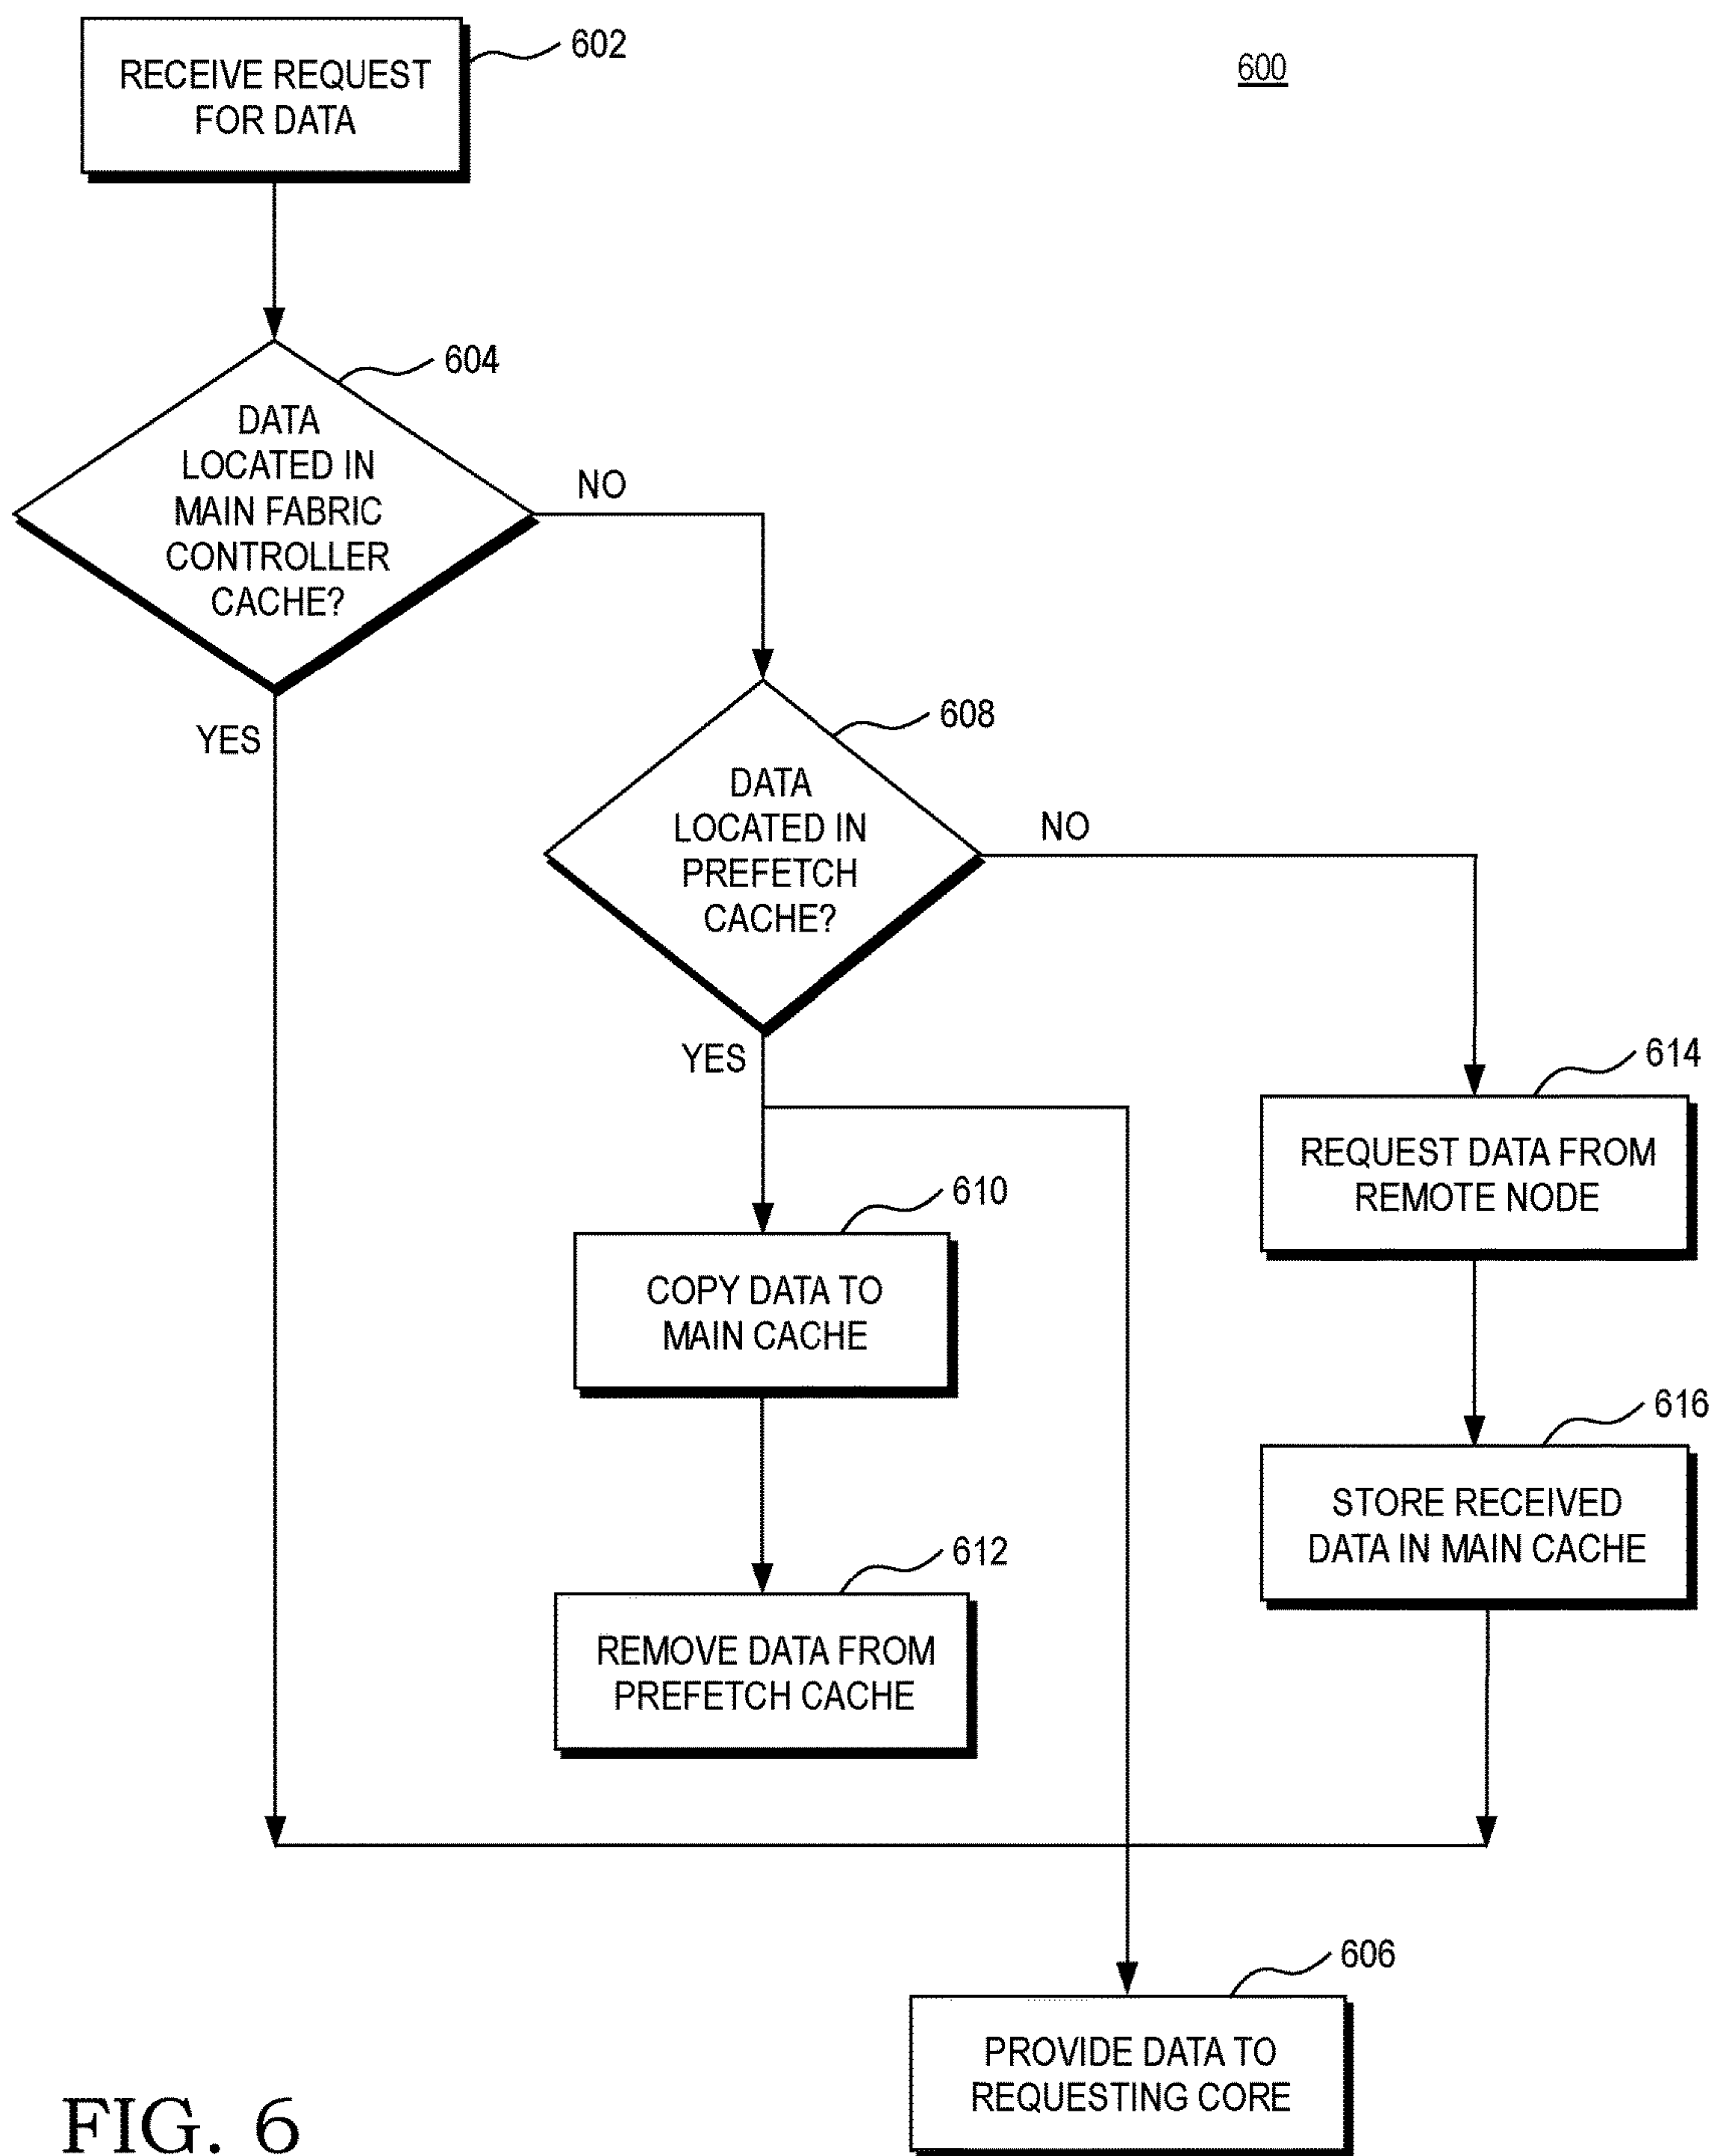 602
600
RECEIVE REQUEST
FOR DATA
604
DATA
LOCATED IN
MAIN FABRIC
CONTROLLER
CACHE?
NO
YES
608
DATA
LOCATED IN
PREFETCH
CACHE?
NO
YES
614
REQUEST DATA FROM
REMOTE NODE
610
COPY DATA TO
MAIN CACHE
616
STORE RECEIVED
DATA IN MAIN CACHE
612
REMOVE DATA FROM
PREFETCH CACHE
606
PROVIDE DATA TO
REQUESTING CORE
FIG. 6